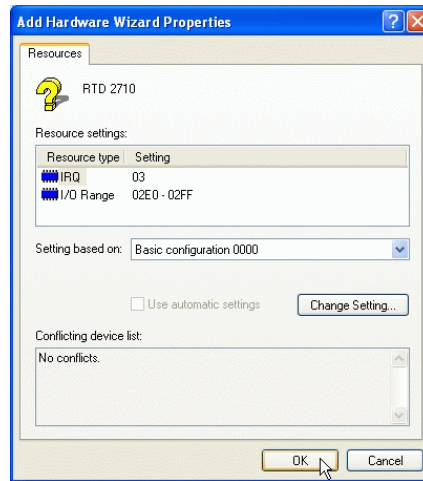 Add Hardware Wizard Properties
Resources
RTD 2710
Resource settings:
Resource type Setting
IRQ 03
I/O Range 02E0 - 02FF
Setting based on: Basic configuration 0000
Use automatic settings Change Setting...
Conflicting device list:
No conflicts.
OK Cancel